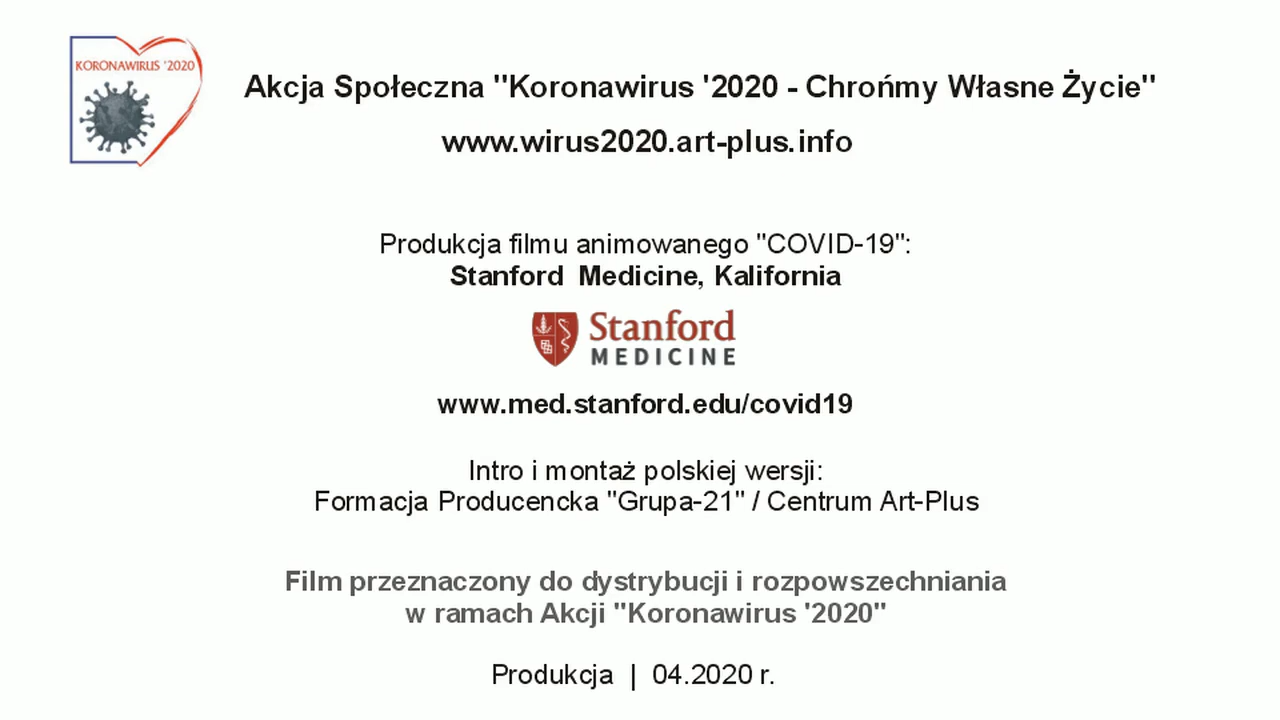 KORONAWIRUS '2020
Akcja Społeczna "Koronawirus '2020 - Chrońmy Własne Życie"
www.wirus2020.art-plus.info
Produkcja filmu animowanego "COVID-19":
Stanford Medicine, Kalifornia
Stanford
MEDICINE
www.med.stanford.edu/covid19
Intro i montaż polskiej wersji:
Formacja Producencka "Grupa-21" / Centrum Art-Plus
Film przeznaczony do dystrybucji i rozpowszechniania
w ramach Akcji "Koronawirus '2020"
Produkcja | 04.2020 r.